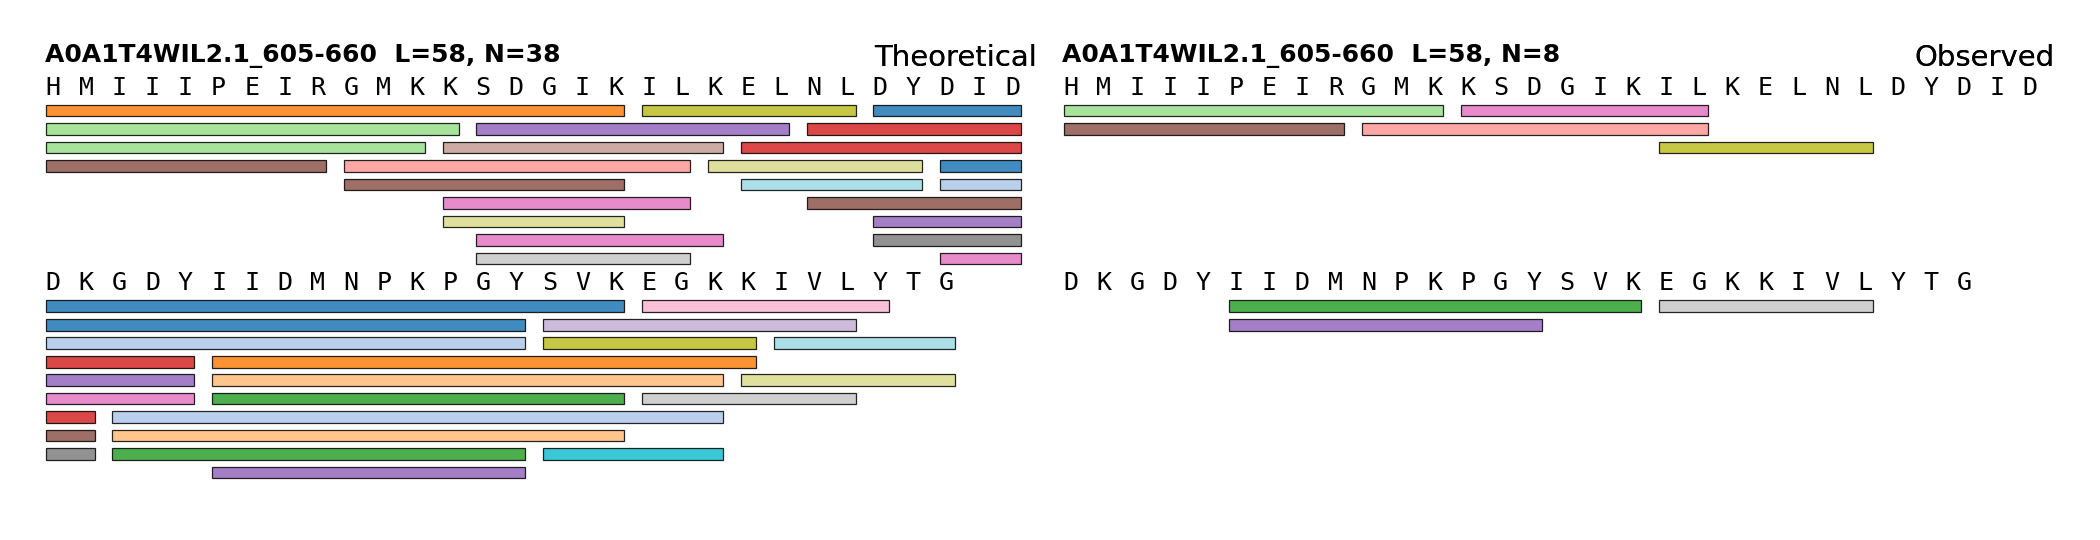 A0A1T4WIL2.1_605-660 L=58, N=38
Theoretical
H M I I I P E I R G M K K S D G I K I L K E L N L D Y D I D
D K G D Y I I D M N P K P G Y S V K E G K K I V L Y T G
A0A1T4WIL2.1_605-660 L=58, N=8
Observed
H M I I I P E I R G M K K S D G I K I L K E L N L D Y D I D
D K G D Y I I D M N P K P G Y S V K E G K K I V L Y T G